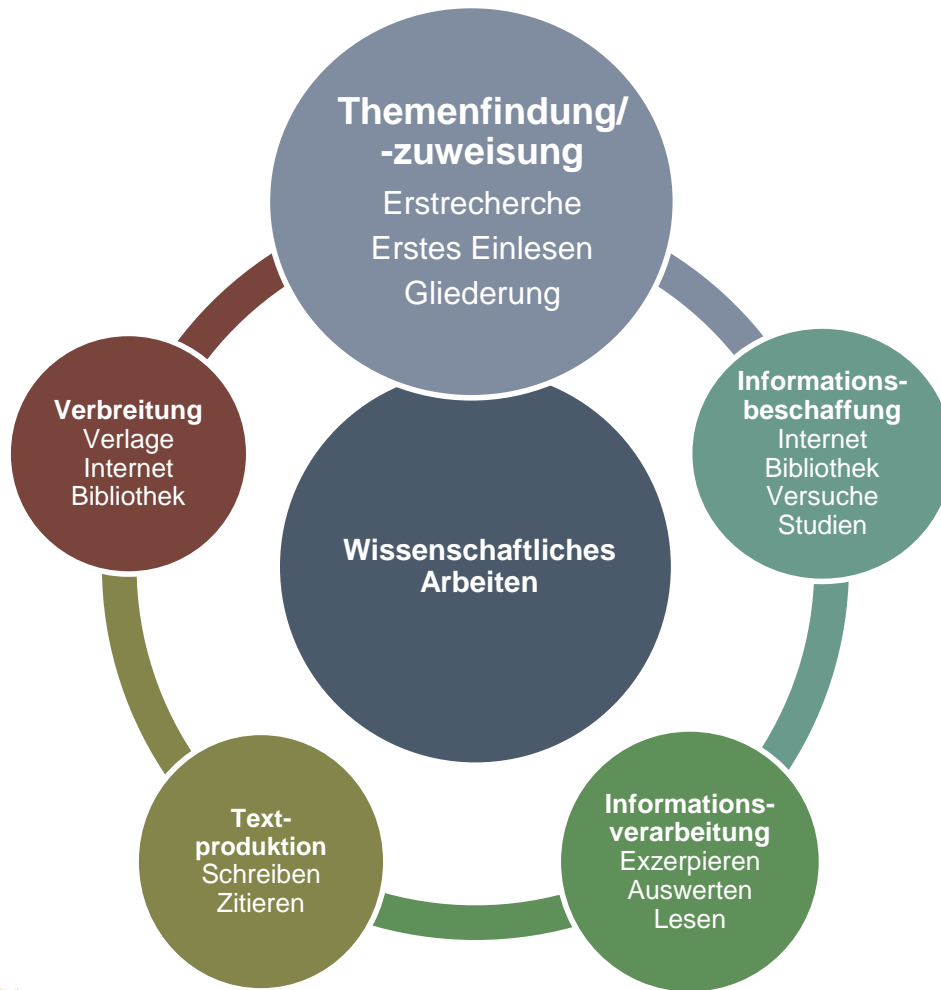 Themenfindung/
-zuweisung
Erstrecherche
Erstes Einlesen
Gliederung
Informations-
beschaffung
Internet
Bibliothek
Versuche
Studien
Informations-
verarbeitung
Exzerpieren
Auswerten
Lesen
Text-
produktion
Schreiben
Zitieren
Verbreitung
Verlage
Internet
Bibliothek
Wissenschaftliches
Arbeiten